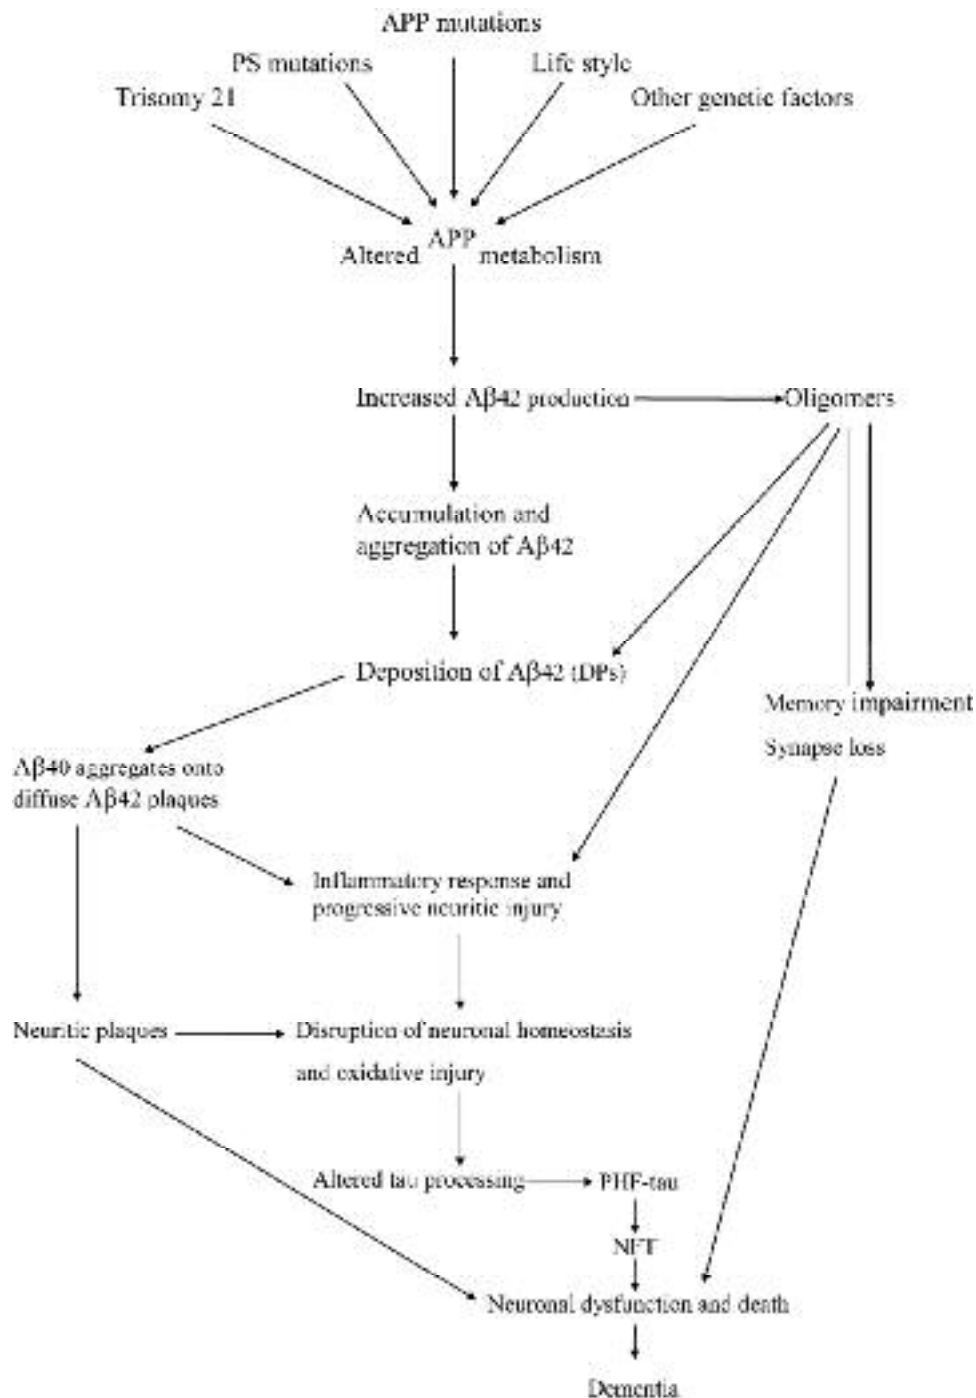 APP mutations
PS mutations
Life style
Trisomy 21
Other genetic factors
APP
Altered metabolism
Increased Aβ42 production
Oligomers
Accumulation and
aggregation of Aβ42
Deposition of Aβ42 (DPs)
Memory impairment
Synapse loss
Aβ40 aggregates onto
diffuse Aβ42 plaques
Inflammatory response and
progressive neuritic injury
Neuritic plaques
Disruption of neuronal homeostasis
and oxidative injury
Altered tau processing
PHF-tau
NFT
Neuronal dysfunction and death
Dementia